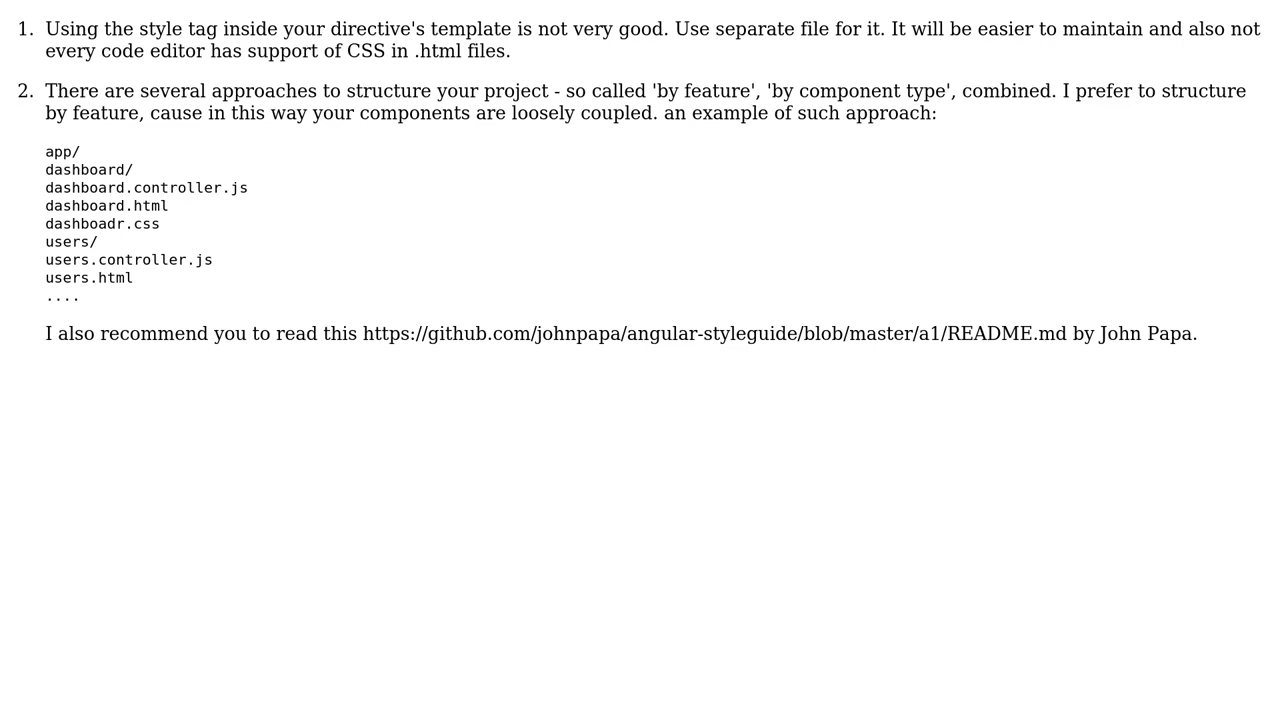 1. Using the style tag inside your directive's template is not very good. Use separate file for it. It will be easier to maintain and also not
every code editor has support of CSS in .html files.
2. There are several approaches to structure your project - so called 'by feature', 'by component type', combined. I prefer to structure
by feature, cause in this way your components are loosely coupled. an example of such approach:
app/
dashboard/
dashboard.controller.js
dashboard.html
dashboadr.css
users/
users.controller.js
users.html
....
I also recommend you to read this https://github.com/johnpapa/angular-styleguide/blob/master/a1/README.md by John Papa.